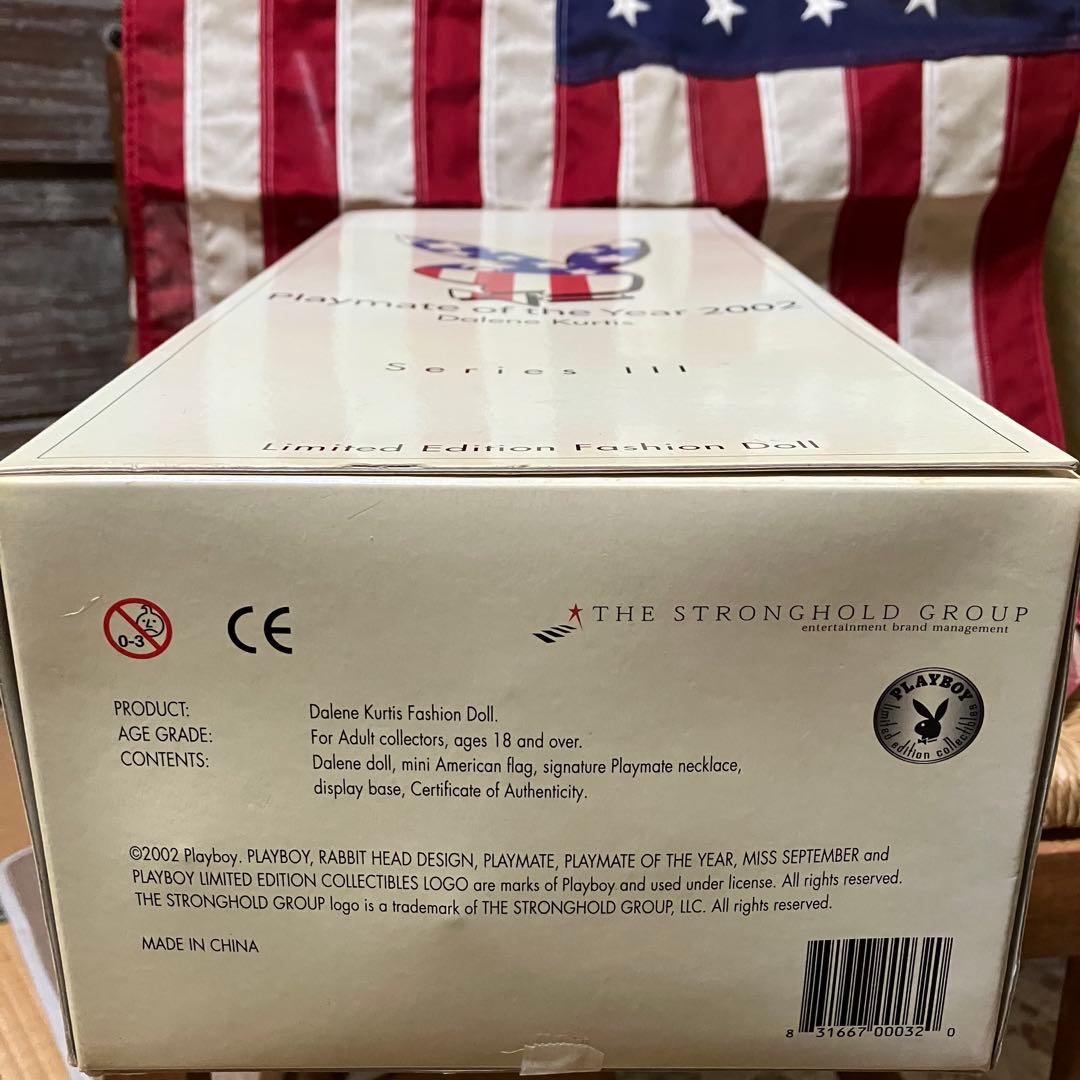 Playmate of the Year 2002
Dalene Kurtis
Series III
Limited Edition Fashion Doll
0-3
CE
THE STRONGHOLD GROUP
entertainment brand management
PLAYBOY
limited edition collectibles
PRODUCT: Dalene Kurtis Fashion Doll.
AGE GRADE: For Adult collectors, ages 18 and over.
CONTENTS: Dalene doll, mini American flag, signature Playmate necklace,
display base, Certificate of Authenticity.
©2002 Playboy. PLAYBOY, RABBIT HEAD DESIGN, PLAYMATE, PLAYMATE OF THE YEAR, MISS SEPTEMBER and
PLAYBOY LIMITED EDITION COLLECTIBLES LOGO are marks of Playboy and used under license. All rights reserved.
THE STRONGHOLD GROUP logo is a trademark of THE STRONGHOLD GROUP, LLC. All rights reserved.
MADE IN CHINA
8 31667 00032 0